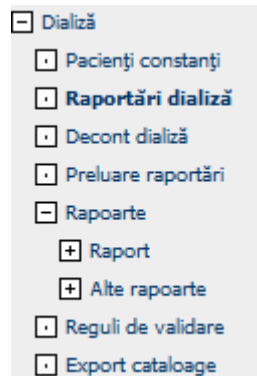 Dializă
Pacienţi constanţi
Raportări dializă
Decont dializă
Preluare raportări
Rapoarte
Raport
Alte rapoarte
Reguli de validare
Export cataloage